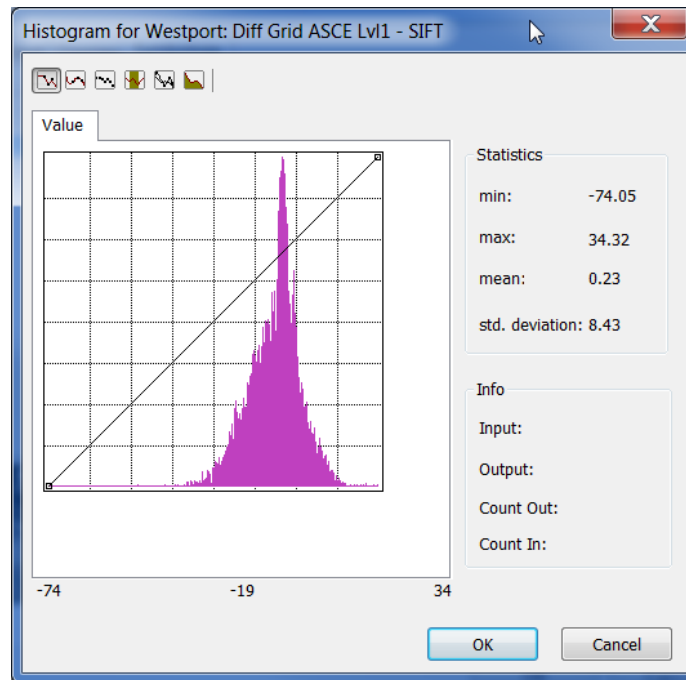 Histogram for Westport: Diff Grid ASCE Lvl1 - SIFT
Value
Statistics
min: -74.05
max: 34.32
mean: 0.23
std. deviation: 8.43
Info
Input:
Output:
Count Out:
Count In:
-74 -19 34
OK Cancel